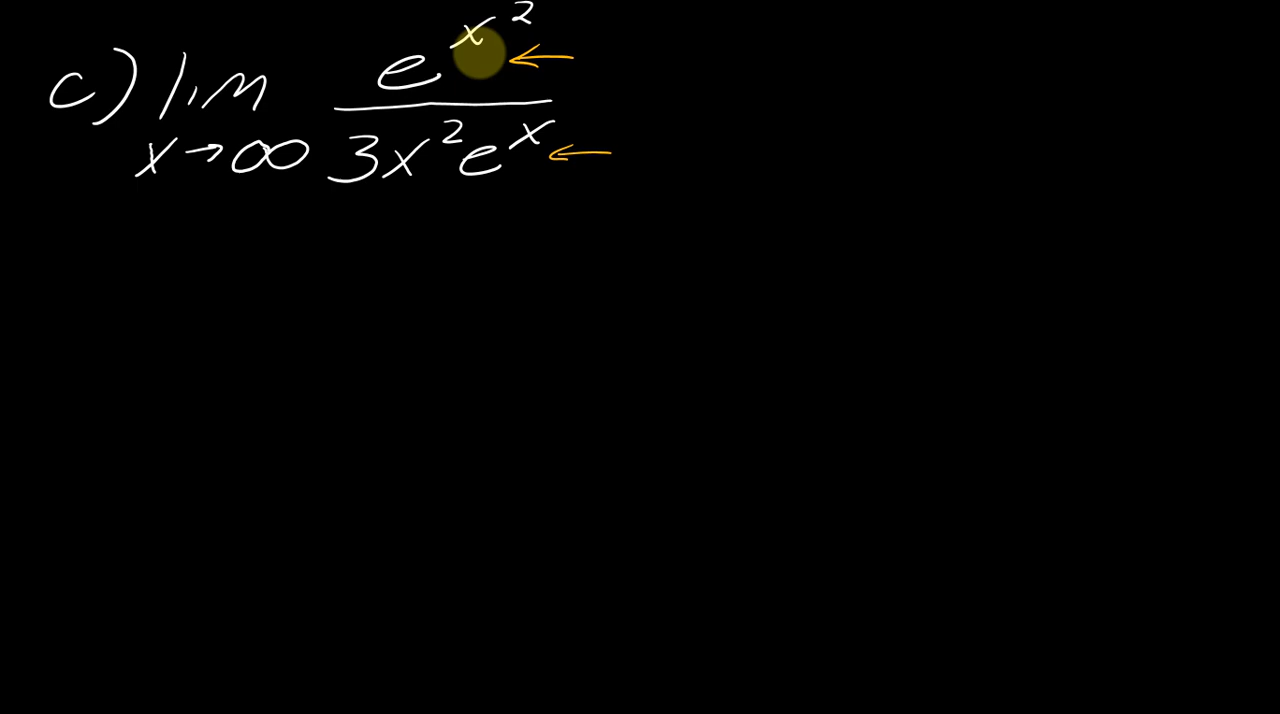 c) lim e^{x^2}
x→∞ 3x^2e^x